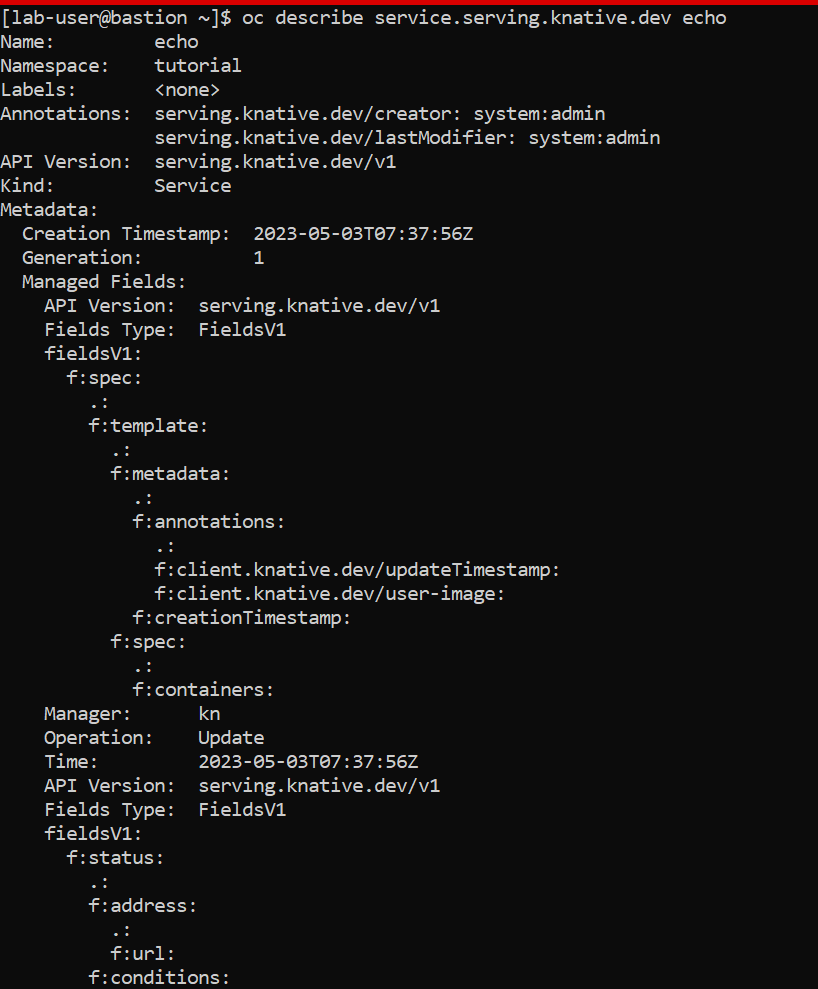 [lab-user@bastion ~]$ oc describe service.serving.knative.dev echo
Name:         echo
Namespace:    tutorial
Labels:       <none>
Annotations:  serving.knative.dev/creator: system:admin
              serving.knative.dev/lastModifier: system:admin
API Version:  serving.knative.dev/v1
Kind:         Service
Metadata:
  Creation Timestamp:  2023-05-03T07:37:56Z
  Generation:          1
  Managed Fields:
    API Version:  serving.knative.dev/v1
    Fields Type:  FieldsV1
    fieldsV1:
      f:spec:
        .:
        f:template:
          .:
          f:metadata:
            .:
            f:annotations:
              .:
              f:client.knative.dev/updateTimestamp:
              f:client.knative.dev/user-image:
            f:creationTimestamp:
          f:spec:
            .:
            f:containers:
    Manager:      kn
    Operation:    Update
    Time:         2023-05-03T07:37:56Z
    API Version:  serving.knative.dev/v1
    Fields Type:  FieldsV1
    fieldsV1:
      f:status:
        .:
        f:address:
          .:
          f:url:
        f:conditions: